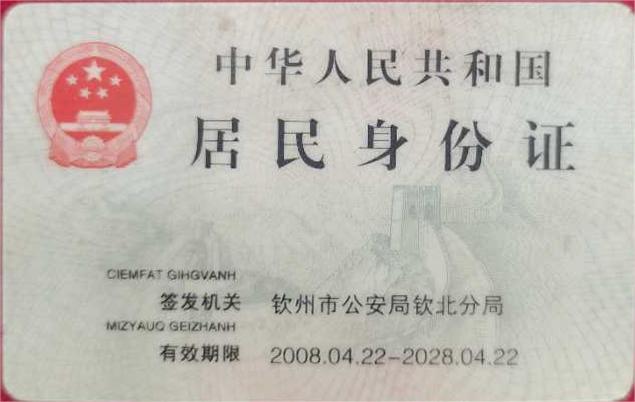 中华人民共和国
居民身份证
CIEMFAT GIHGVANH
签发机关 钦州市公安局钦北分局
MIZYAUQ GEIZHANH
有效期限 2008.04.22-2028.04.22